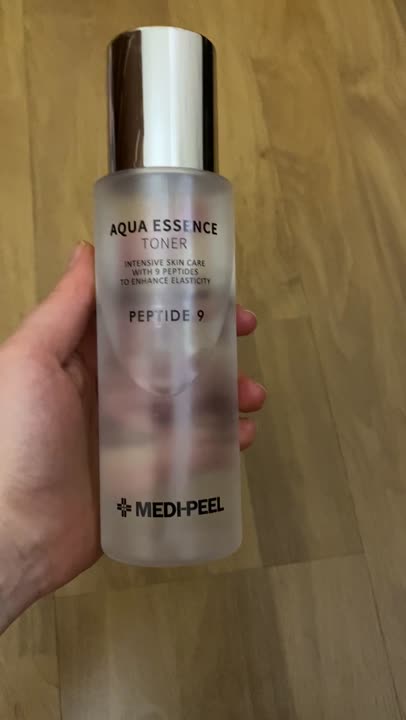 AQUA ESSENCE
TONER
INTENSIVE SKIN CARE
WITH 9 PEPTIDES
TO ENHANCE ELASTICITY
PEPTIDE 9
MEDI-PEEL